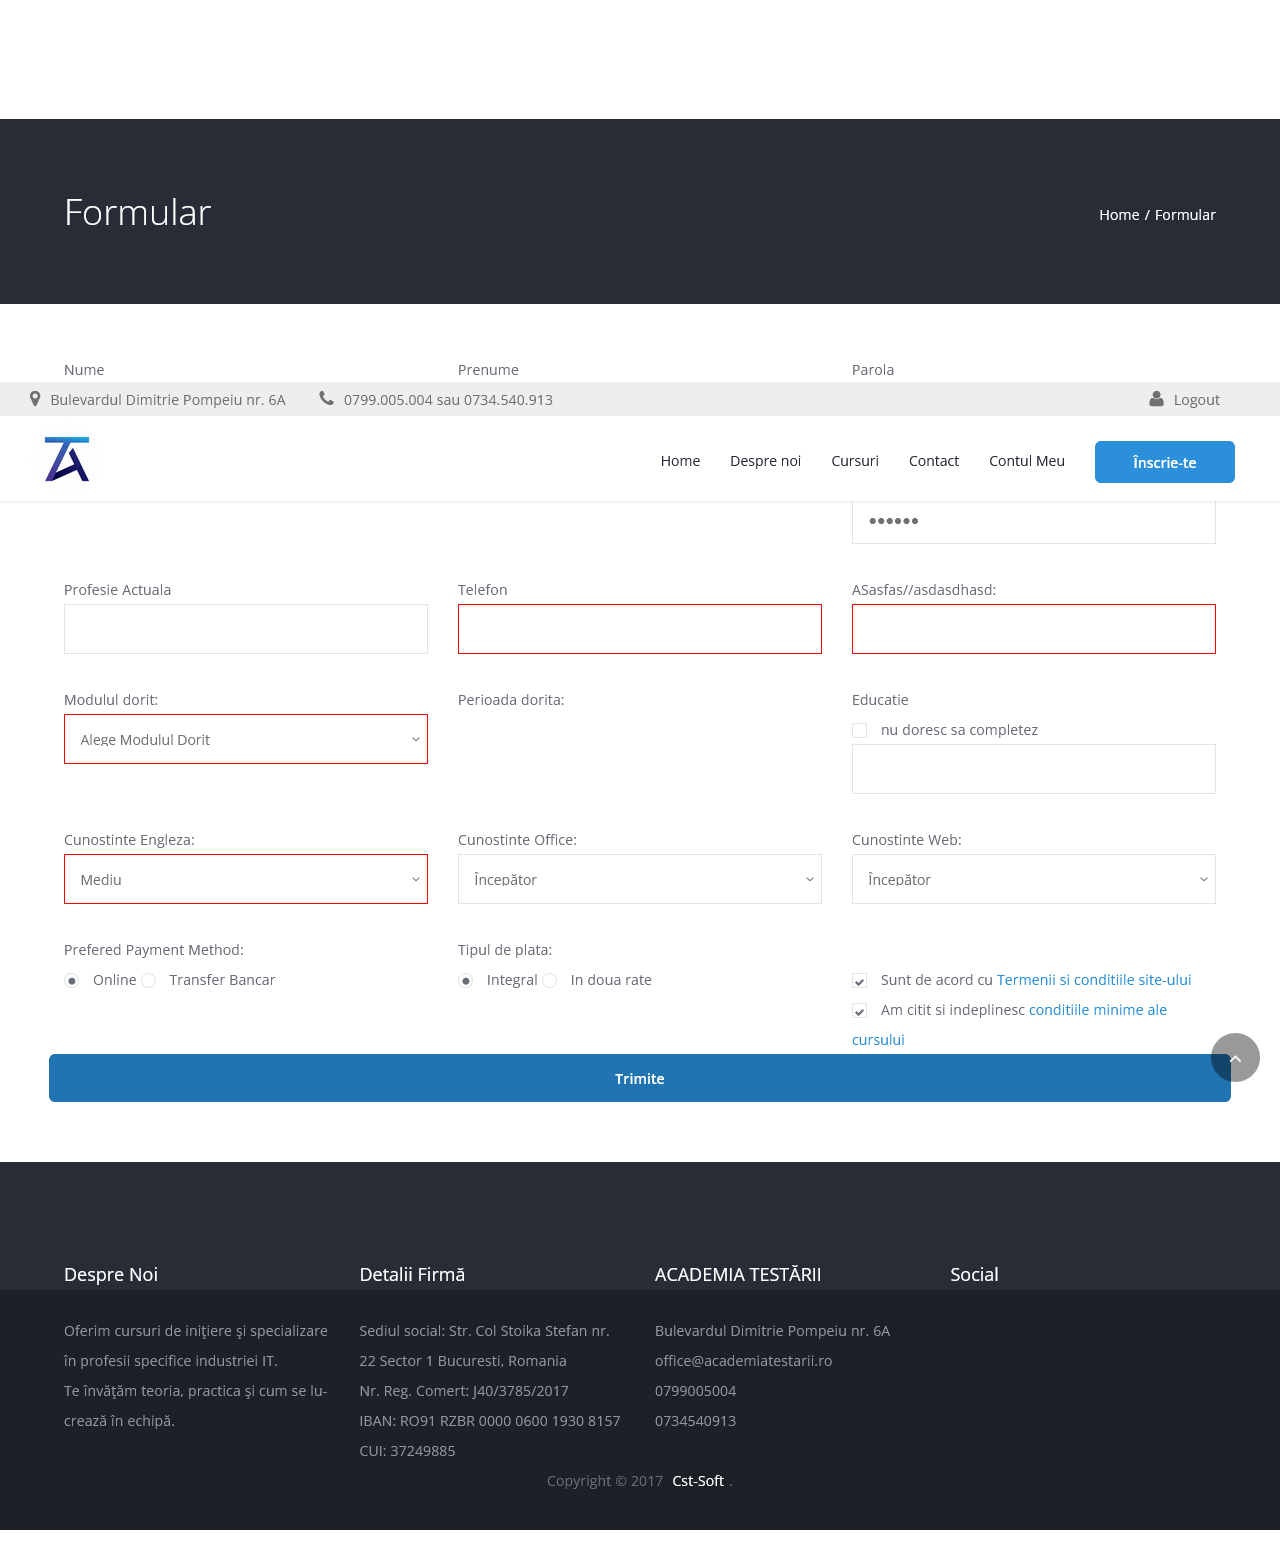 Formular
Home / Formular
Nume
Prenume
Parola
Bulevardul Dimitrie Pompeiu nr. 6A
0799.005.004 sau 0734.540.913
Logout
TA
Home
Despre noi
Cursuri
Contact
Contul Meu
Înscrie-te
••••••
Profesie Actuala
Telefon
ASasfas//asdasdhasd:
Modulul dorit:
Perioada dorita:
Educatie
Alege Modulul Dorit
nu doresc sa completez
Cunostinte Engleza:
Cunostinte Office:
Cunostinte Web:
Mediu
Începător
Începător
Prefered Payment Method:
Tipul de plata:
Online
Transfer Bancar
Integral
In doua rate
Sunt de acord cu Termenii si conditiile site-ului
Am citit si indeplinesc conditiile minime ale
cursului
Trimite
Despre Noi
Oferim cursuri de inițiere și specializare
în profesii specifice industriei IT.
Te învățăm teoria, practica și cum se lu-
crează în echipă.
Detalii Firmă
Sediul social: Str. Col Stoika Stefan nr.
22 Sector 1 Bucuresti, Romania
Nr. Reg. Comert: J40/3785/2017
IBAN: RO91 RZBR 0000 0600 1930 8157
CUI: 37249885
ACADEMIA TESTĂRII
Bulevardul Dimitrie Pompeiu nr. 6A
office@academiatestarii.ro
0799005004
0734540913
Social
Copyright © 2017 Cst-Soft .